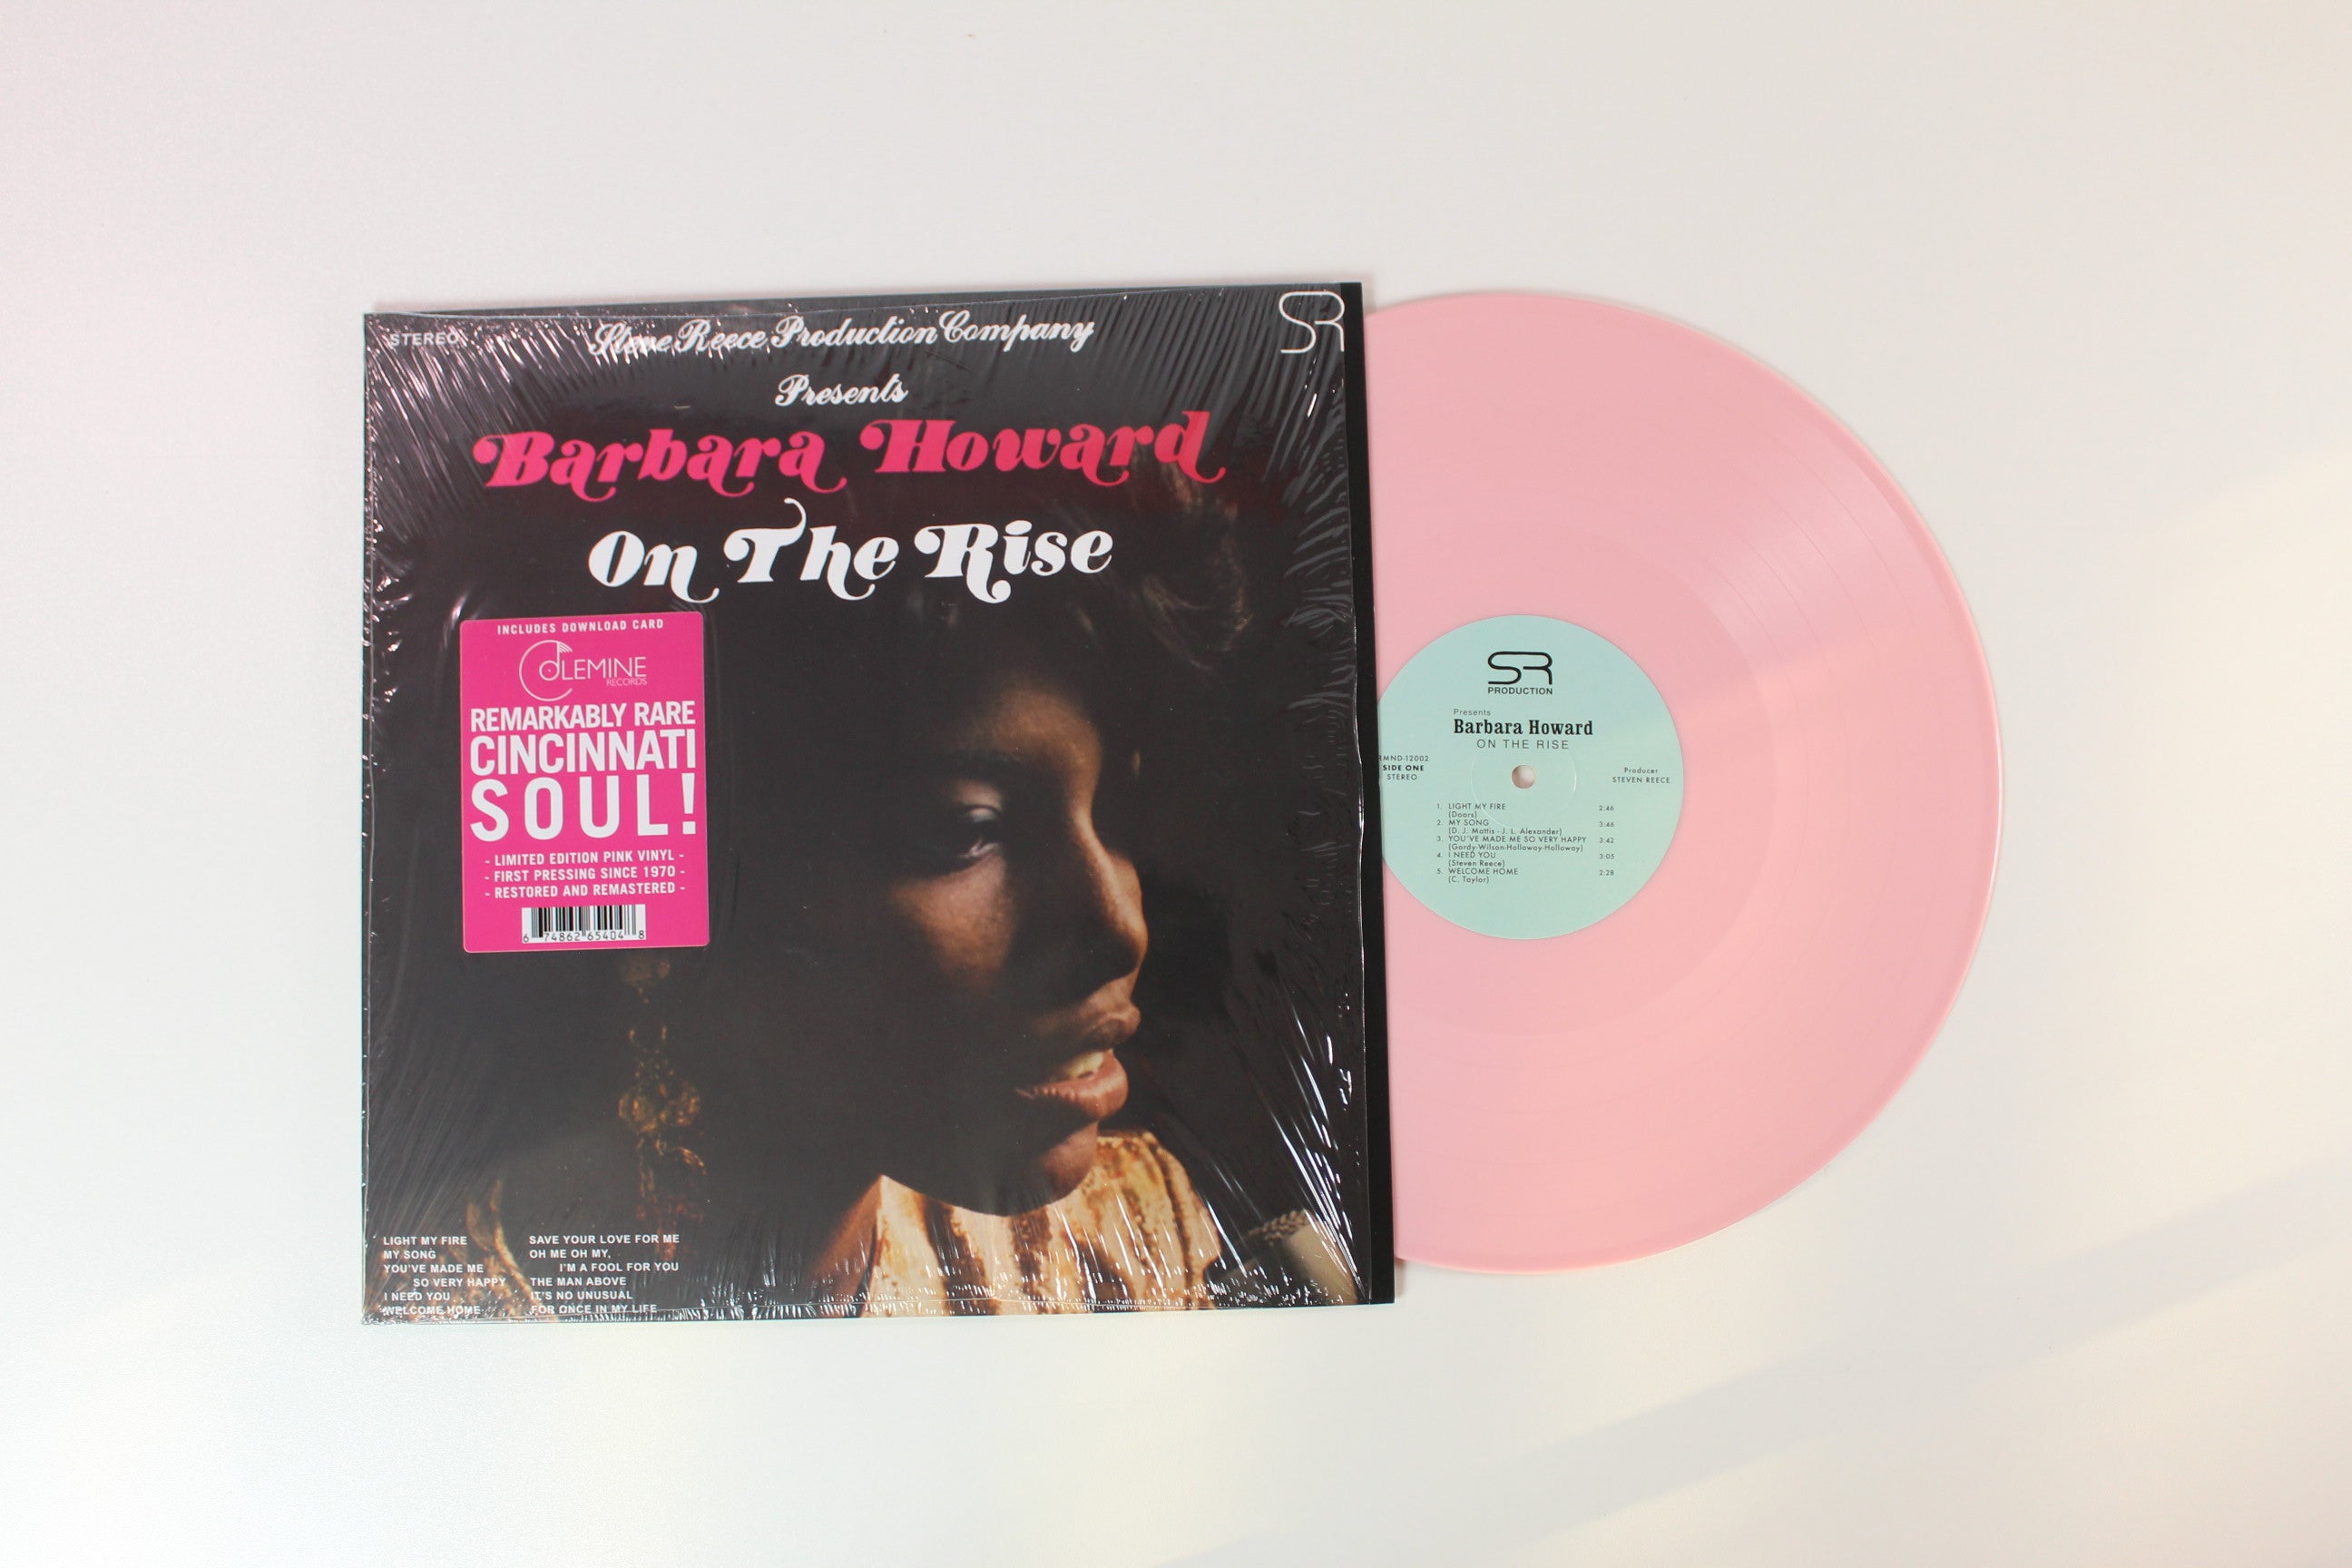 STEREO
Steve Reece Production Company
SR
Presents
Barbara Howard
On The Rise
INCLUDES DOWNLOAD CARD
COLEMINE
RECORDS
REMARKABLY RARE
CINCINNATI
SOUL!
- LIMITED EDITION PINK VINYL -
- FIRST PRESSING SINCE 1970 -
- RESTORED AND REMASTERED -
6 74862 65404 8
LIGHT MY FIRE
MY SONG
YOU'VE MADE ME
SO VERY HAPPY
I NEED YOU
WELCOME HOME
SAVE YOUR LOVE FOR ME
OH ME OH MY,
I'M A FOOL FOR YOU
THE MAN ABOVE
IT'S NO UNUSUAL
FOR ONCE IN MY LIFE
SR
PRODUCTION
Presents
Barbara Howard
ON THE RISE
MND-12002
SIDE ONE
STEREO
Producer
STEVEN REECE
1. LIGHT MY FIRE 2:46
(Doors)
2. MY SONG 3:46
(D. J. Mattis - J. L. Alexander)
3. YOU'VE MADE ME SO VERY HAPPY 3:42
(Gordy-Wilson-Holloway-Holloway)
4. I NEED YOU 3:05
(Steven Reece)
5. WELCOME HOME 2:28
(C. Taylor)